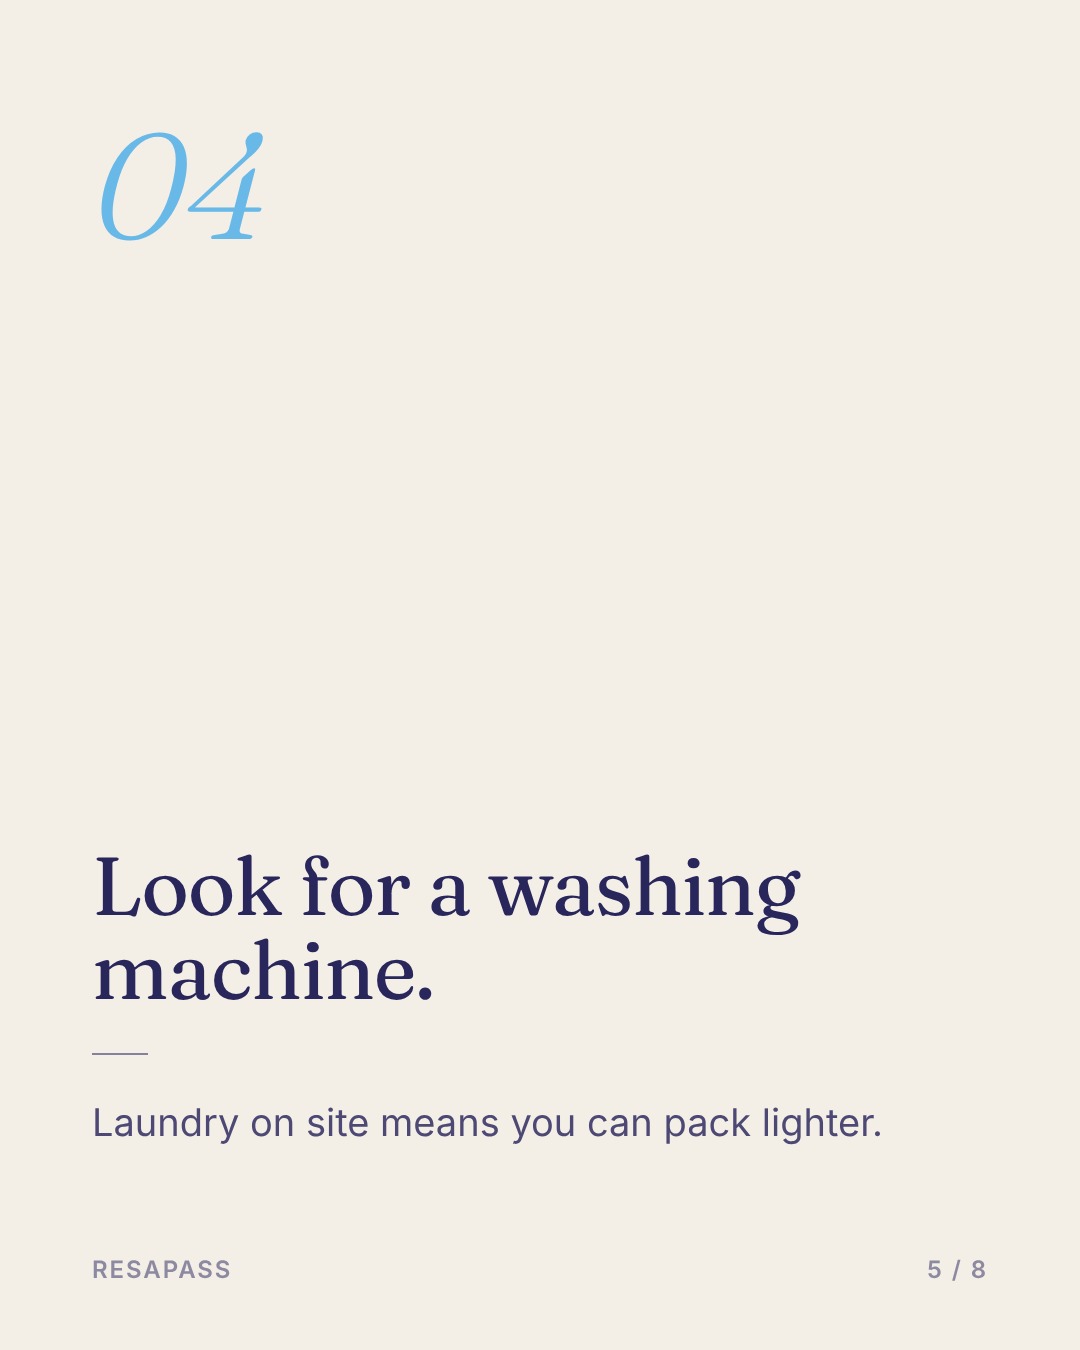 04
Look for a washing
machine.
Laundry on site means you can pack lighter.
RESAPASS
5 / 8